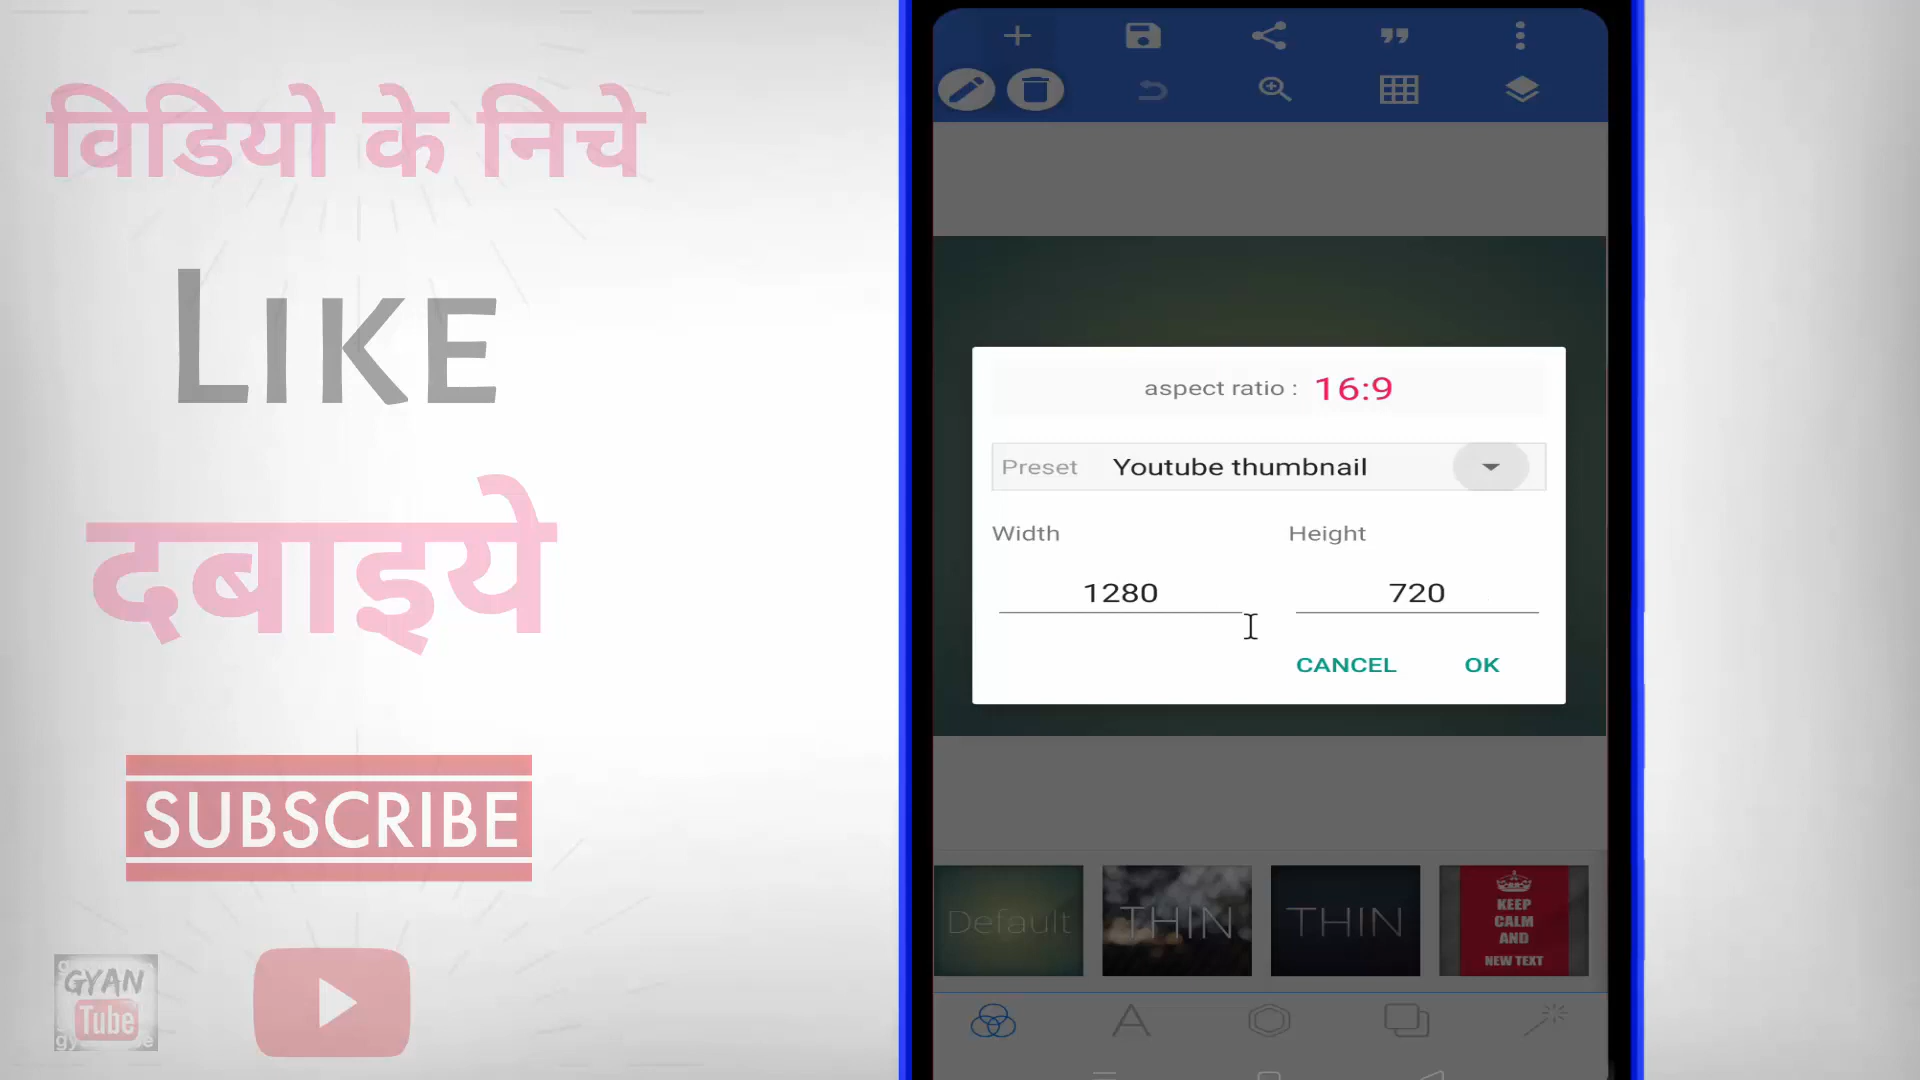 विडियो के निचे
LIKE
दबाइये
SUBSCRIBE
GYAN
Tube
aspect ratio : 16:9
Preset Youtube thumbnail
Width Height
1280 720
CANCEL OK
Default
THIN
THIN
KEEP
CALM
AND
NEW TEXT